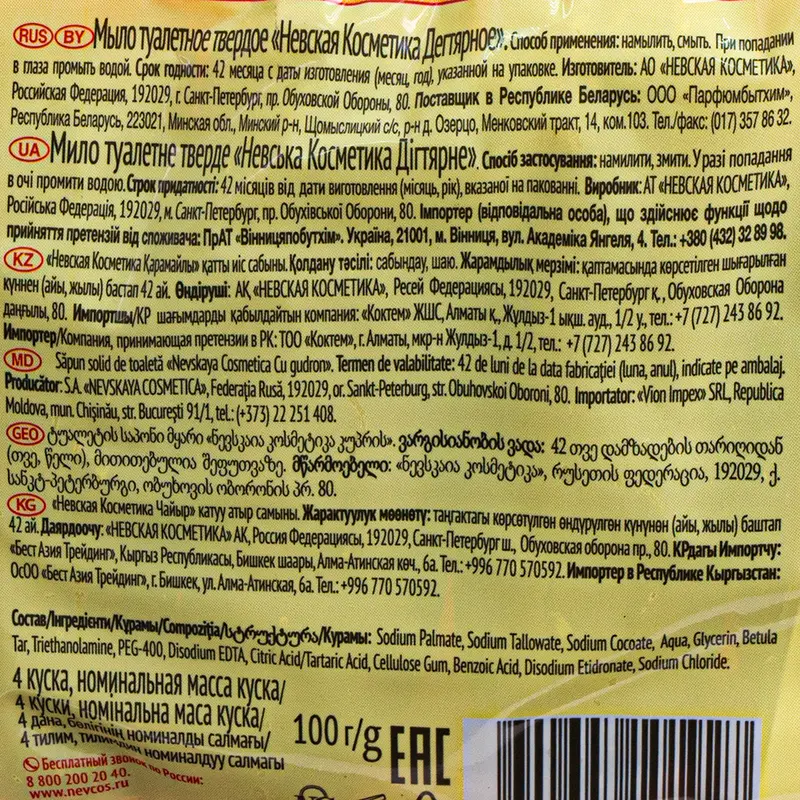 RUS BY Мыло туалетное твердое «Невская Косметика Дегтярное». Способ применения: намылить, смыть. При попадании
в глаза промыть водой. Срок годности: 42 месяца с даты изготовления (месяц, год), указанной на упаковке. Изготовитель: АО «НЕВСКАЯ КОСМЕТИКА»,
Российская Федерация, 192029, г. Санкт-Петербург, пр. Обуховской Обороны, 80. Поставщик в Республике Беларусь: ООО «Парфюмбытхим»,
Республика Беларусь, 223021, Минская обл., Минский р-н, Щомыслицкий с/с, р-н д. Озерцо, Менковский тракт, 14, ком.103. Тел./факс: (017) 357 86 32.
UA Мило туалетне тверде «Невська Косметика Дігтярне». Спосіб застосування: намилити, змити. У разі попадання
в очі промити водою. Строк придатності: 42 місяців від дати виготовлення (місяць, рік), вказаної на пакованні. Виробник: АТ «НЕВСКАЯ КОСМЕТИКА»,
Російська Федерація, 192029, м. Санкт-Петербург, пр. Обухівської Оборони, 80. Імпортер (відповідальна особа), що здійснює функції щодо
прийняття претензій від споживача: ПрАТ «Вінницяпобутхім». Україна, 21001, м. Вінниця, вул. Академіка Янгеля, 4. Тел.: +380 (432) 32 89 98.
KZ «Невская Косметика Қарамайлы» қатты иіс сабыны. Қолдану тәсілі: сабындау, шаю. Жарамдылық мерзімі: қаптамасында көрсетілген шығарылған
күннен (айы, жылы) бастап 42 ай. Өндіруші: АҚ «НЕВСКАЯ КОСМЕТИКА», Ресей Федерациясы, 192029, Санкт-Петербург қ., Обуховская Оборона
даңғылы, 80. Импортшы/ҚР шағымдарды қабылдайтын компания: «Коктем» ЖШС, Алматы қ., Жұлдыз-1 ықш. ауд., 1/2 у., тел.: +7 (727) 243 86 92.
Импортер/Компания, принимающая претензии в РК: ТОО «Коктем», г. Алматы, мкр-н Жулдыз-1, д. 1/2, тел.: +7 (727) 243 86 92.
MD Săpun solid de toaletă «Nevskaya Cosmetica Cu gudron». Termen de valabilitate: 42 de luni de la data fabricației (luna, anul), indicate pe ambalaj.
Producător: S.A. «NEVSKAYA COSMETICA», Federația Rusă, 192029, or. Sankt-Peterburg, str. Obuhovskoi Oboroni, 80. Importator: «Vion Impex» SRL, Republica
Moldova, mun. Chişinău, str. Bucureşti 91/1, tel.: (+373) 22 251 408.
GEO ტუალეტის საპონი მყარი «ნევსკაია კოსმეტიკა კუპრის». ვარგისიანობის ვადა: 42 თვე დამზადების თარიღიდან
(თვე, წელი), მითითებულია შეფუთვაზე. მწარმოებელი: «ნევსკაია კოსმეტიკა», რუსეთის ფედერაცია, 192029, ქ.
სანკტ-პეტერბურგი, ობუხოვის ობორონის პრ. 80.
KG «Невская Косметика Чайыр» катуу атыр самыны. Жарактуулук мөөнөтү: таңгактагы көрсөтүлгөн өндүрүлгөн күнүнөн (айы, жылы) баштап
42 ай. Даярдоочу: «НЕВСКАЯ КОСМЕТИКА» АК, Россия Федерациясы, 192029, Санкт-Петербург ш., Обуховская оборона пр., 80. КРдагы Импортчу:
«Бест Азия Трейдинг», Кыргыз Республикасы, Бишкек шаары, Алма-Атинская көч., 6а. Тел.: +996 770 570592. Импортер в Республике Кыргызстан:
ОсОО «Бест Азия Трейдинг», г. Бишкек, ул. Алма-Атинская, 6а. Тел.: +996 770 570592.
Состав/Інгредієнти/Құрамы/Compoziţia/სტრუქტურა/Курамы: Sodium Palmate, Sodium Tallowate, Sodium Cocoate, Aqua, Glycerin, Betula
Tar, Triethanolamine, PEG-400, Disodium EDTA, Citric Acid/Tartaric Acid, Cellulose Gum, Benzoic Acid, Disodium Etidronate, Sodium Chloride.
4 куска, номинальная масса куска/
4 куски, номінальна маса куска/
4 дана, бөлігінің номиналды салмағы/
4 тилим, тилимдин номиналдуу салмагы
100 г/g
EAC
Бесплатный звонок по России:
8 800 200 20 40.
www.nevcos.ru